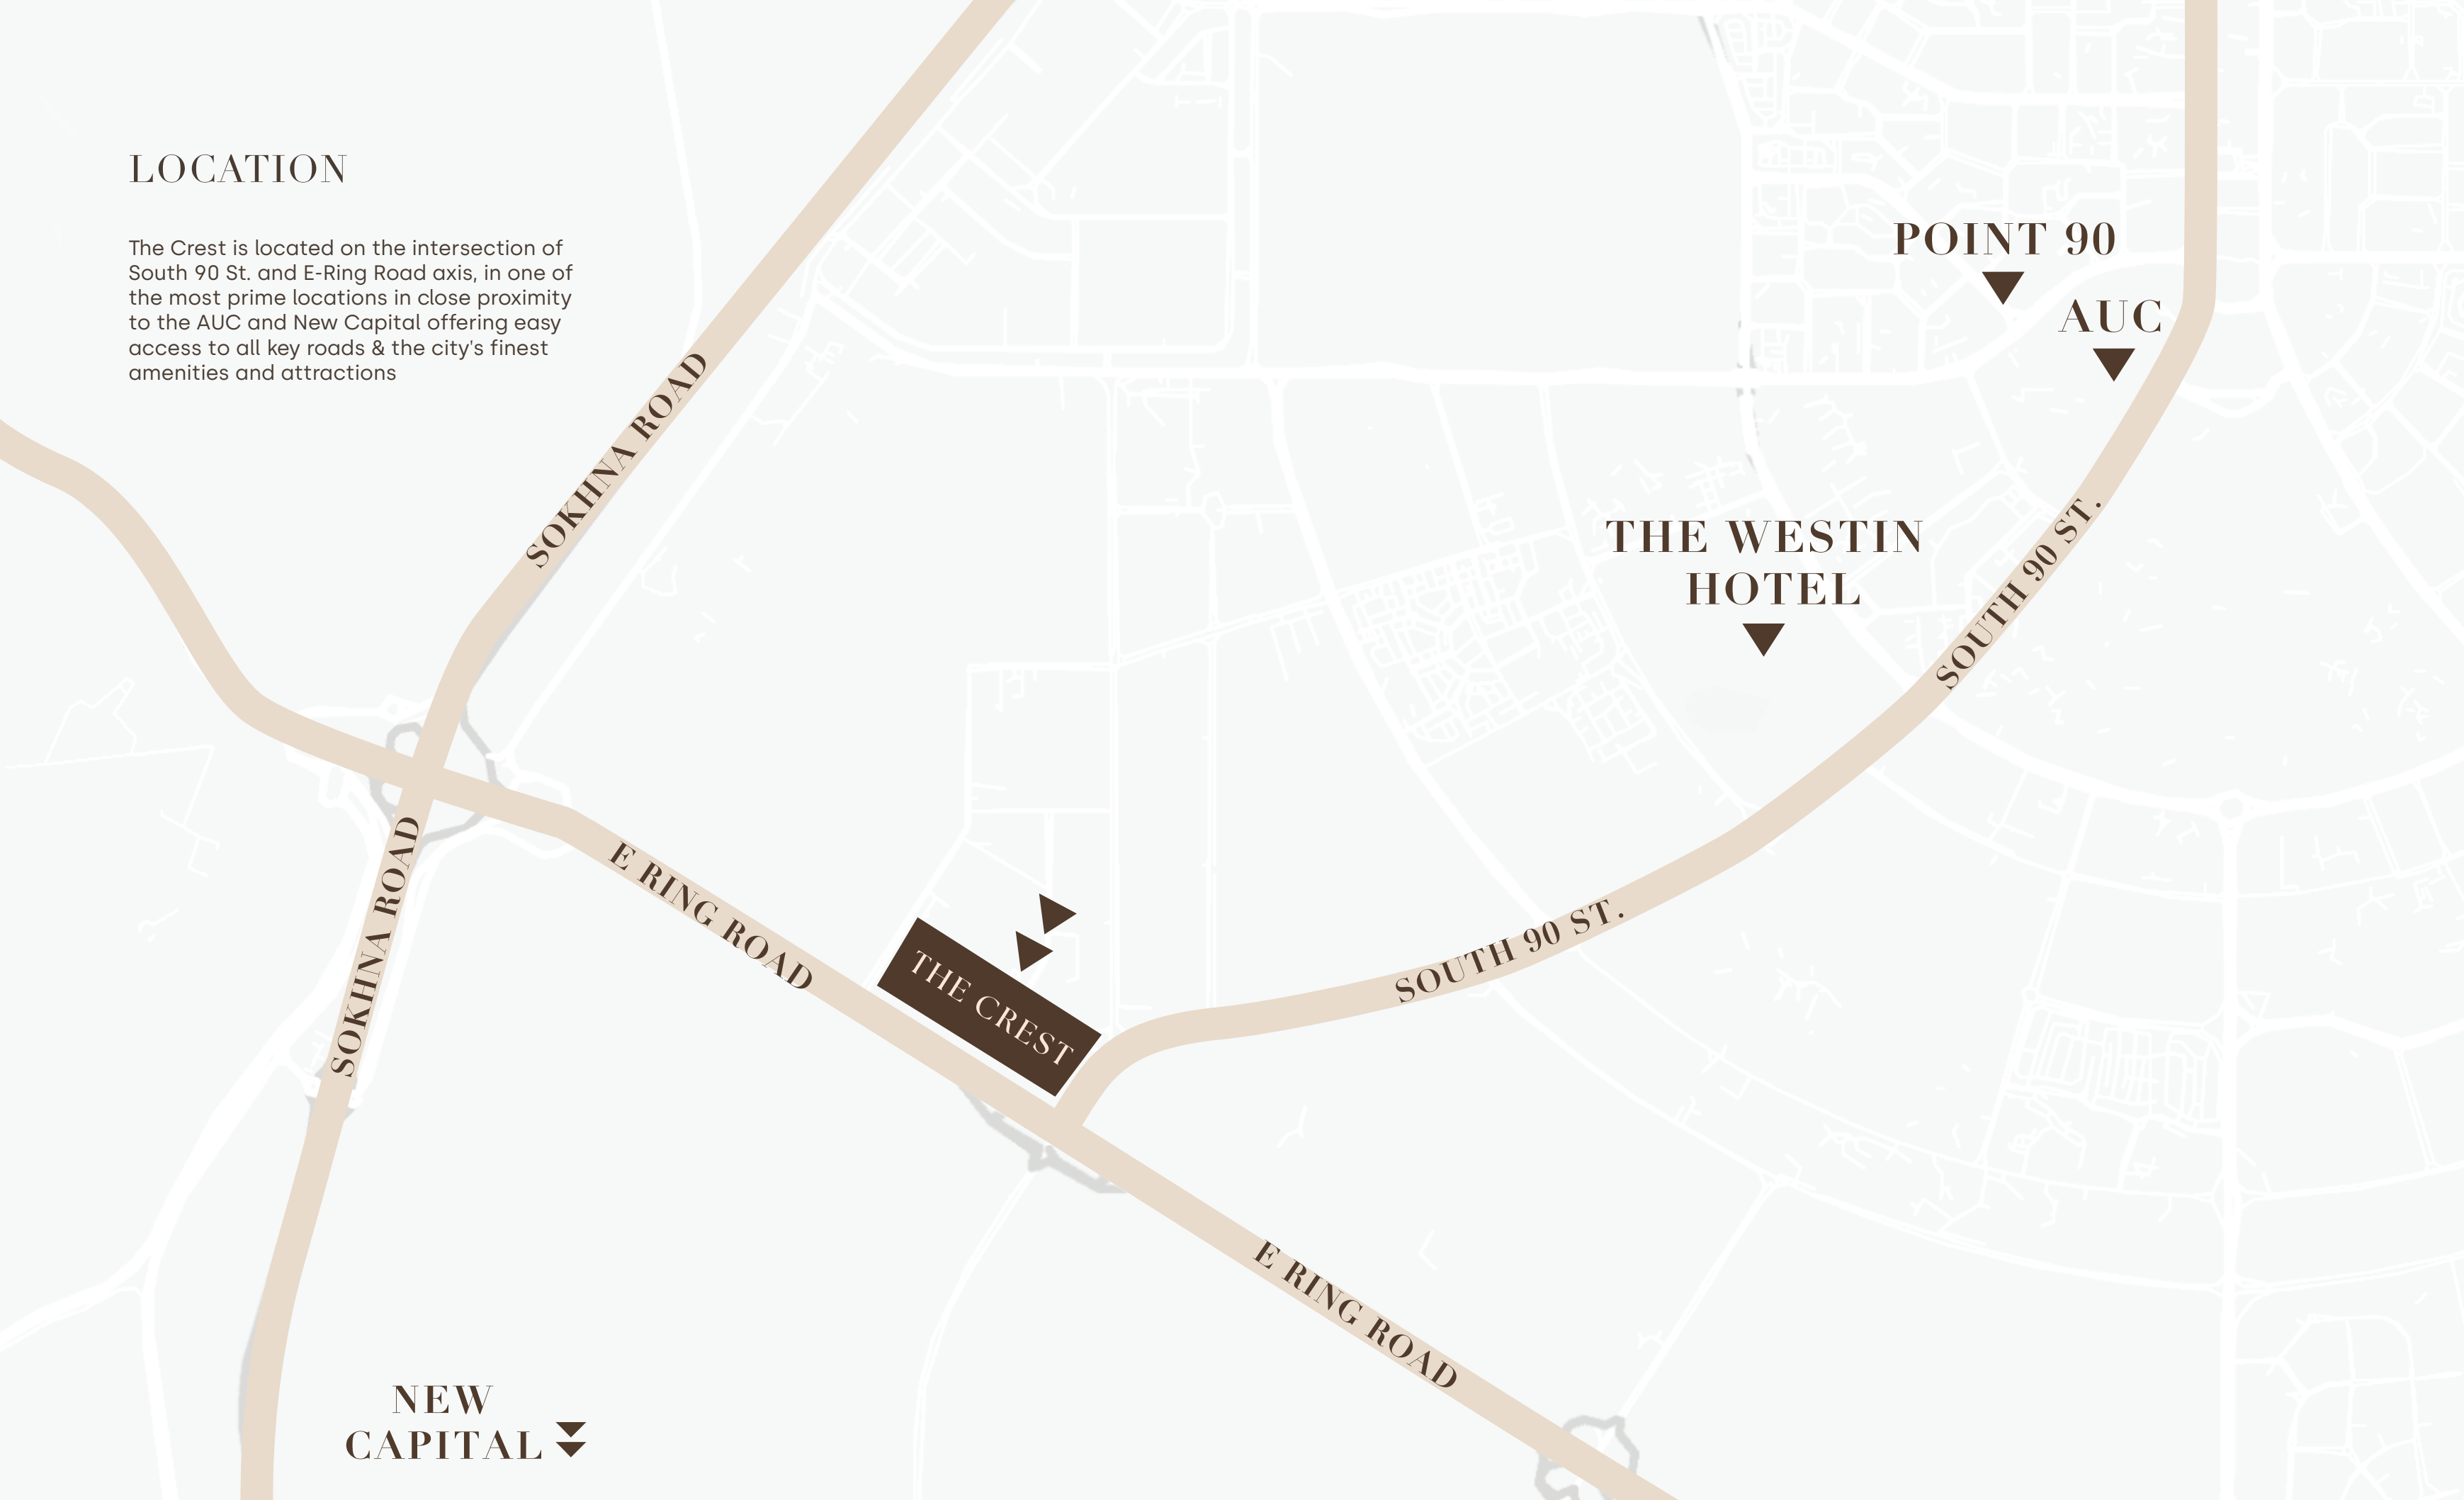 LOCATION
The Crest is located on the intersection of
South 90 St. and E-Ring Road axis, in one of
the most prime locations in close proximity
to the AUC and New Capital offering easy
access to all key roads & the city's finest
amenities and attractions
POINT 90
AUC
SOKHNA ROAD
THE WESTIN
HOTEL
SOUTH 90 ST.
SOKHNA ROAD
E RING ROAD
THE CREST
SOUTH 90 ST.
E RING ROAD
NEW
CAPITAL